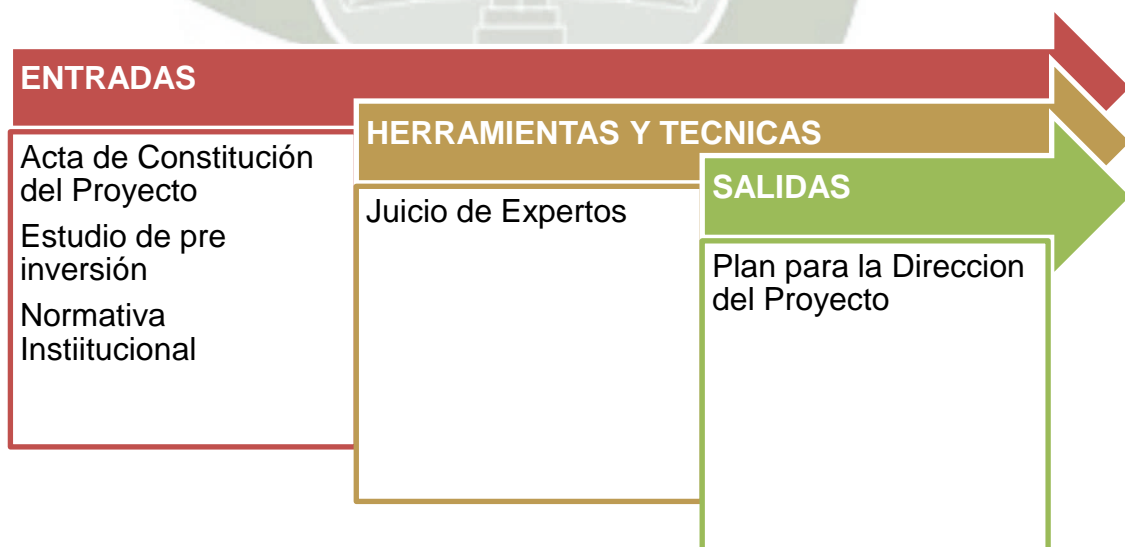 ENTRADAS
Acta de Constitución
del Proyecto
Estudio de pre
inversión
Normativa
Instiitucional
HERRAMIENTAS Y TECNICAS
Juicio de Expertos
SALIDAS
Plan para la Direccion
del Proyecto